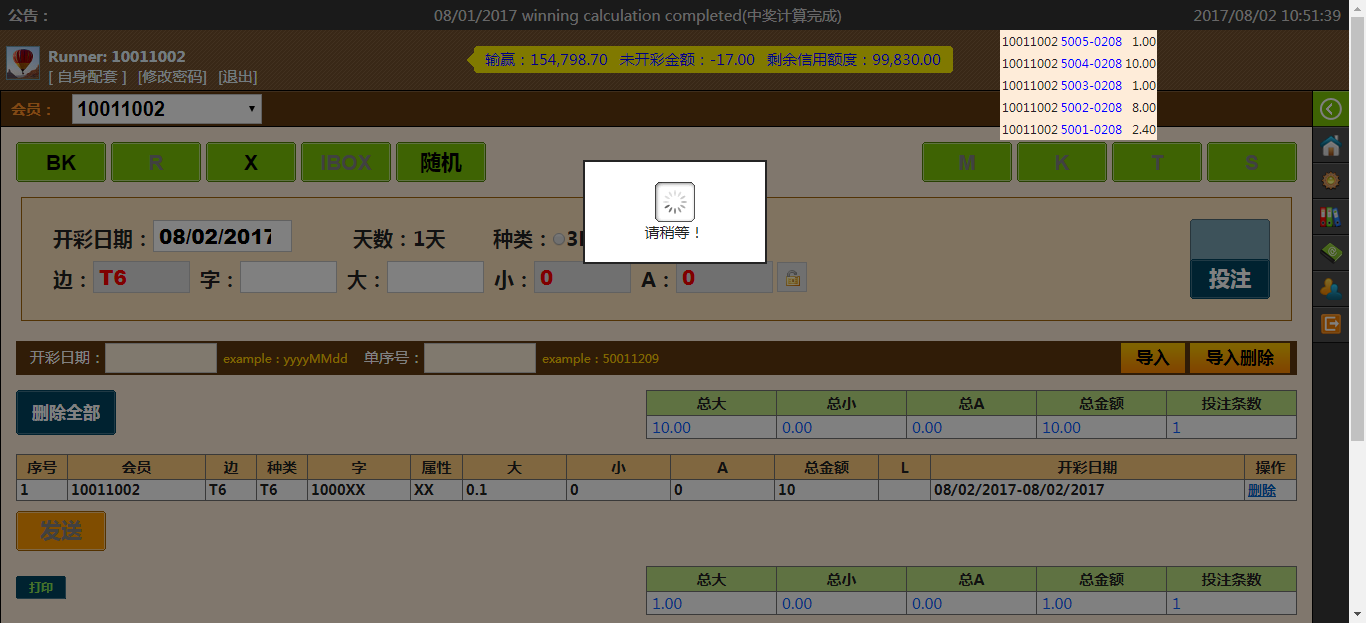 公告：
08/01/2017 winning calculation completed(中奖计算完成)
2017/08/02 10:51:39
Runner: 10011002
[ 自身配套 ] [修改密码] [退出]
输赢：154,798.70 未开彩金额：-17.00 剩余信用额度：99,830.00
10011002 5005-0208 1.00
10011002 5004-0208 10.00
10011002 5003-0208 1.00
10011002 5002-0208 8.00
10011002 5001-0208 2.40
会员： 10011002
BK R X IBOX 随机 M K T S
请稍等！
开彩日期： 08/02/2017 天数：1天 种类：
边： T6 字： 大： 小： 0 A： 0
投注
开彩日期： example : yyyyMMdd 单序号： example : 50011209 导入 导入删除
删除全部
总大 总小 总A 总金额 投注条数
10.00 0.00 0.00 10.00 1
序号 会员 边 种类 字 属性 大 小 A 总金额 L 开彩日期 操作
1 10011002 T6 T6 1000XX XX 0.1 0 0 10 08/02/2017-08/02/2017 删除
发送
打印
总大 总小 总A 总金额 投注条数
1.00 0.00 0.00 1.00 1